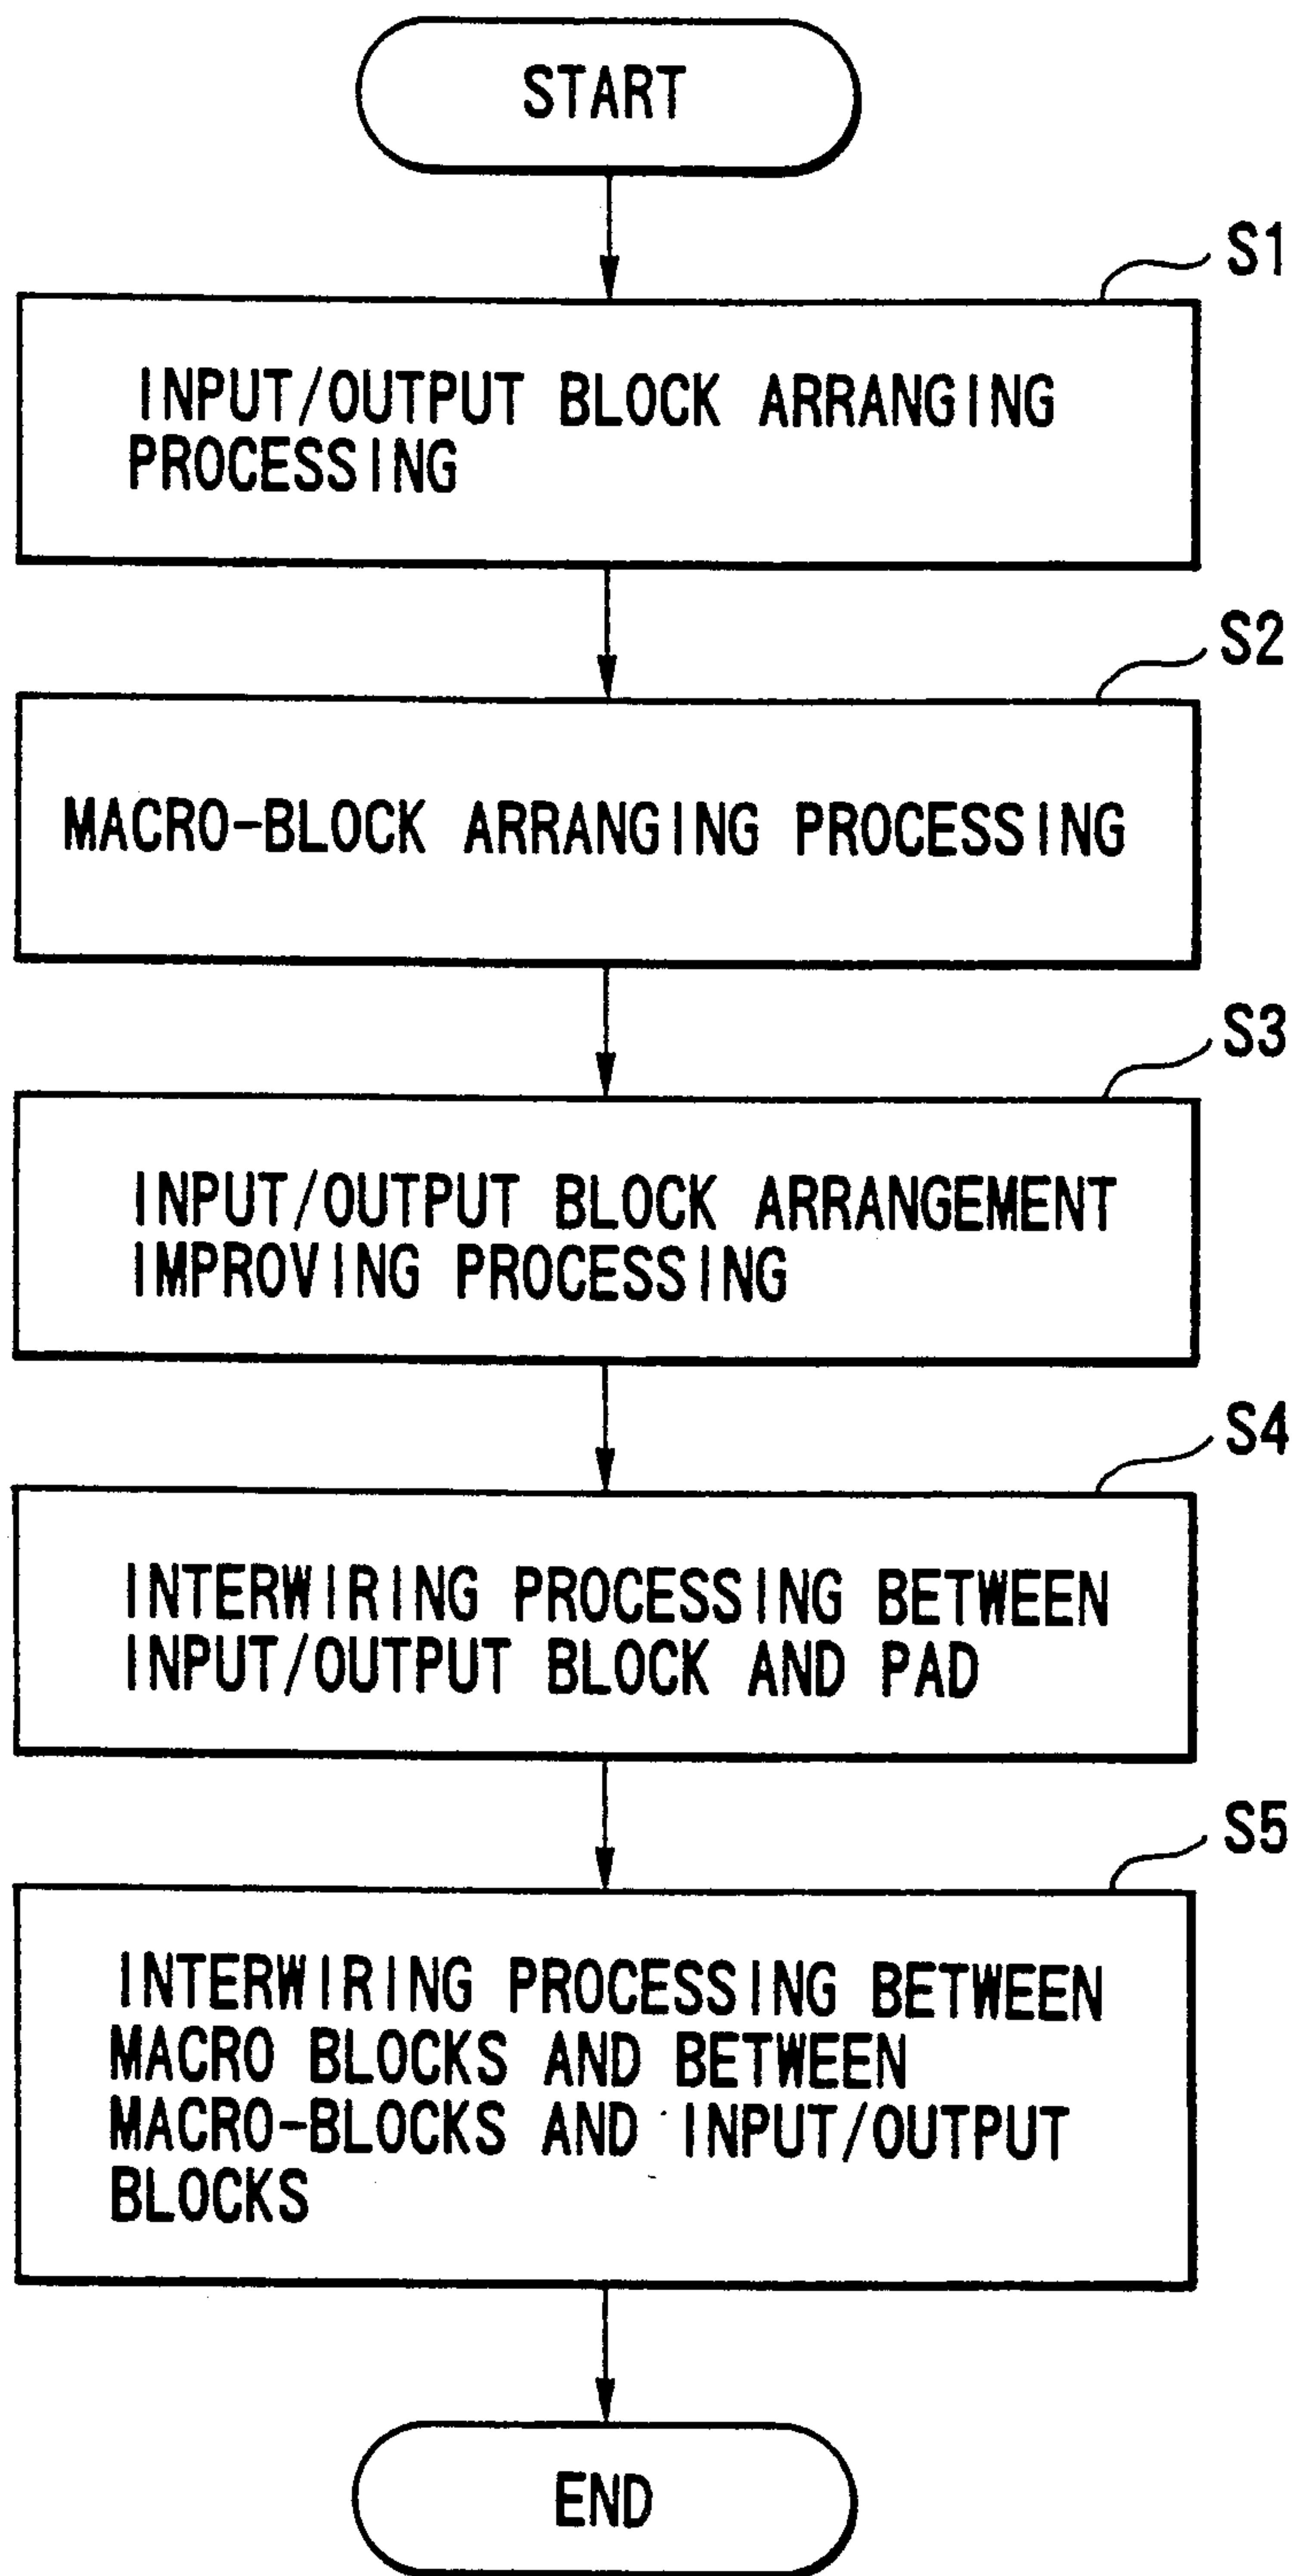 START
S1
INPUT/OUTPUT BLOCK ARRANGING
PROCESSING
S2
MACRO-BLOCK ARRANGING PROCESSING
S3
INPUT/OUTPUT BLOCK ARRANGEMENT
IMPROVING PROCESSING
S4
INTERWIRING PROCESSING BETWEEN
INPUT/OUTPUT BLOCK AND PAD
S5
INTERWIRING PROCESSING BETWEEN
MACRO BLOCKS AND BETWEEN
MACRO-BLOCKS AND INPUT/OUTPUT
BLOCKS
END